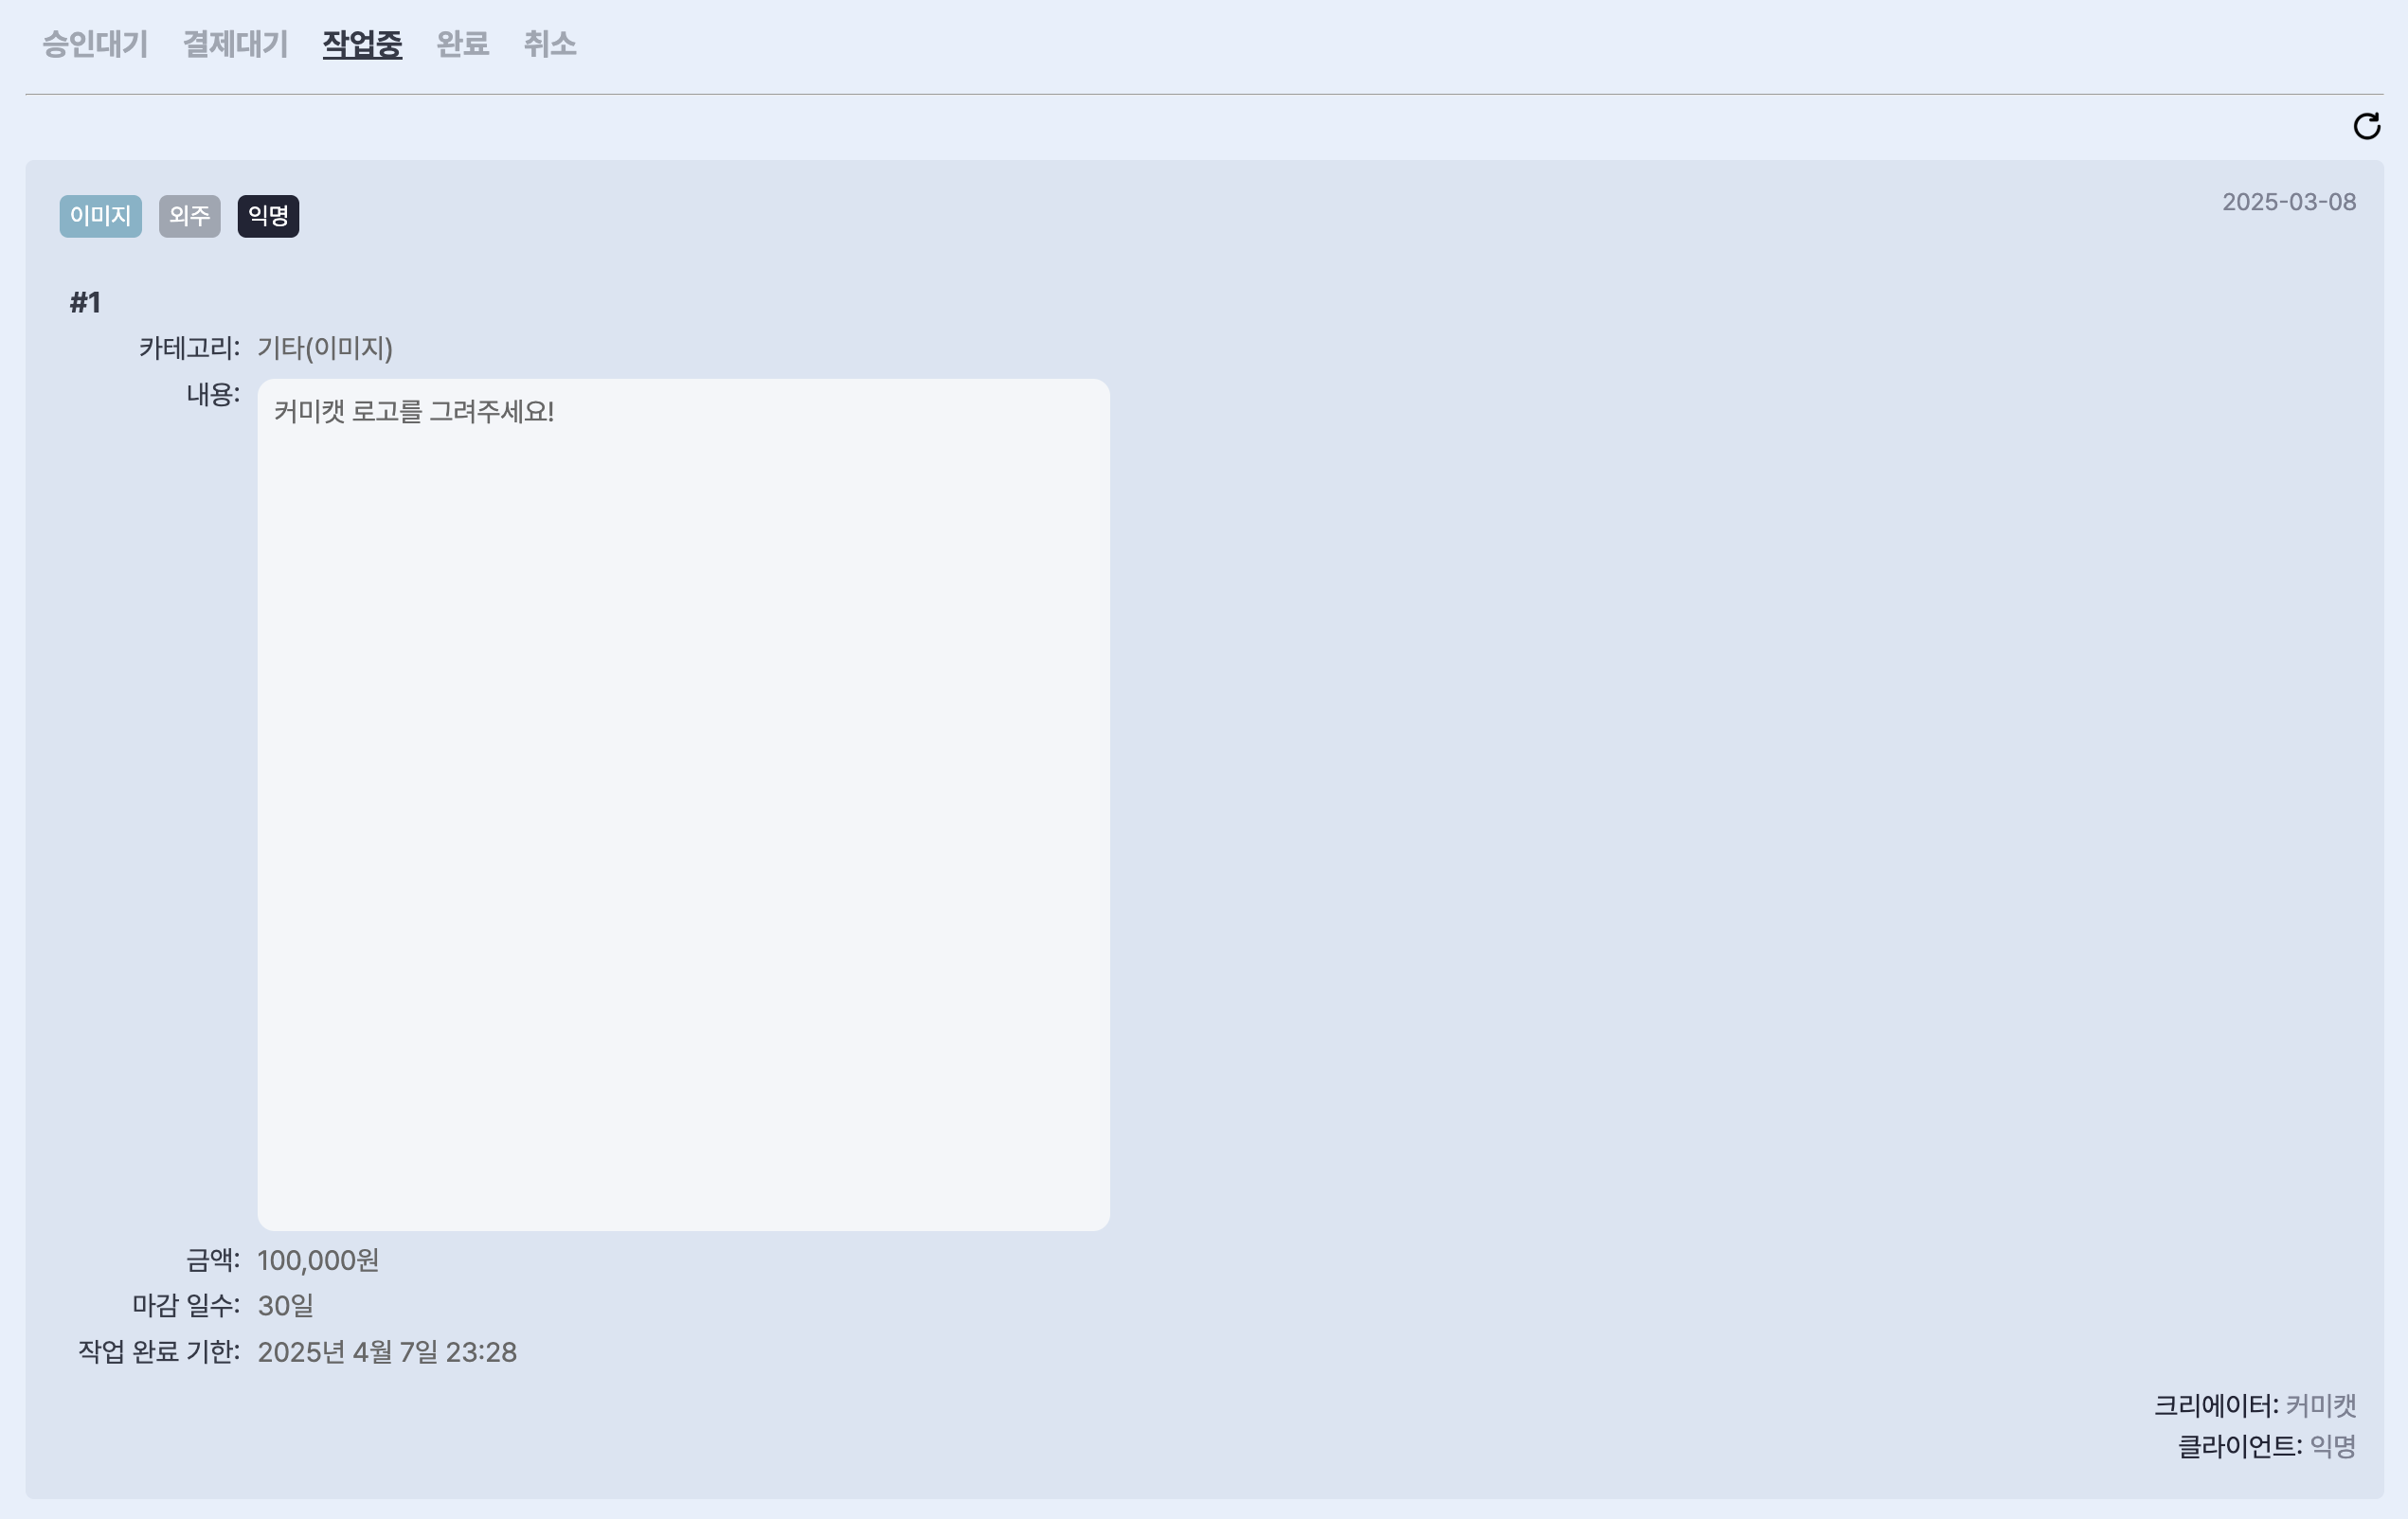 승인대기 결제대기 작업중 완료 취소
이미지 외주 익명
2025-03-08
#1
카테고리: 기타(이미지)
내용: 커미캣 로고를 그려주세요!
금액: 100,000원
마감 일수: 30일
작업 완료 기한: 2025년 4월 7일 23:28
크리에이터: 커미캣
클라이언트: 익명